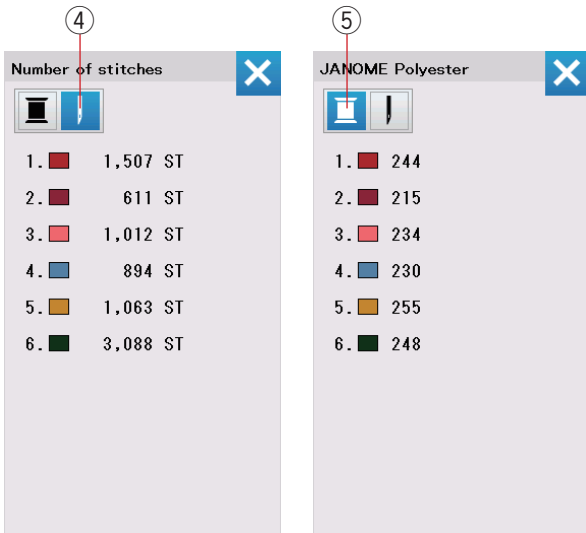 ④
Number of stitches
1. 1,507 ST
2. 611 ST
3. 1,012 ST
4. 894 ST
5. 1,063 ST
6. 3,088 ST
⑤
JANOME Polyester
1. 244
2. 215
3. 234
4. 230
5. 255
6. 248